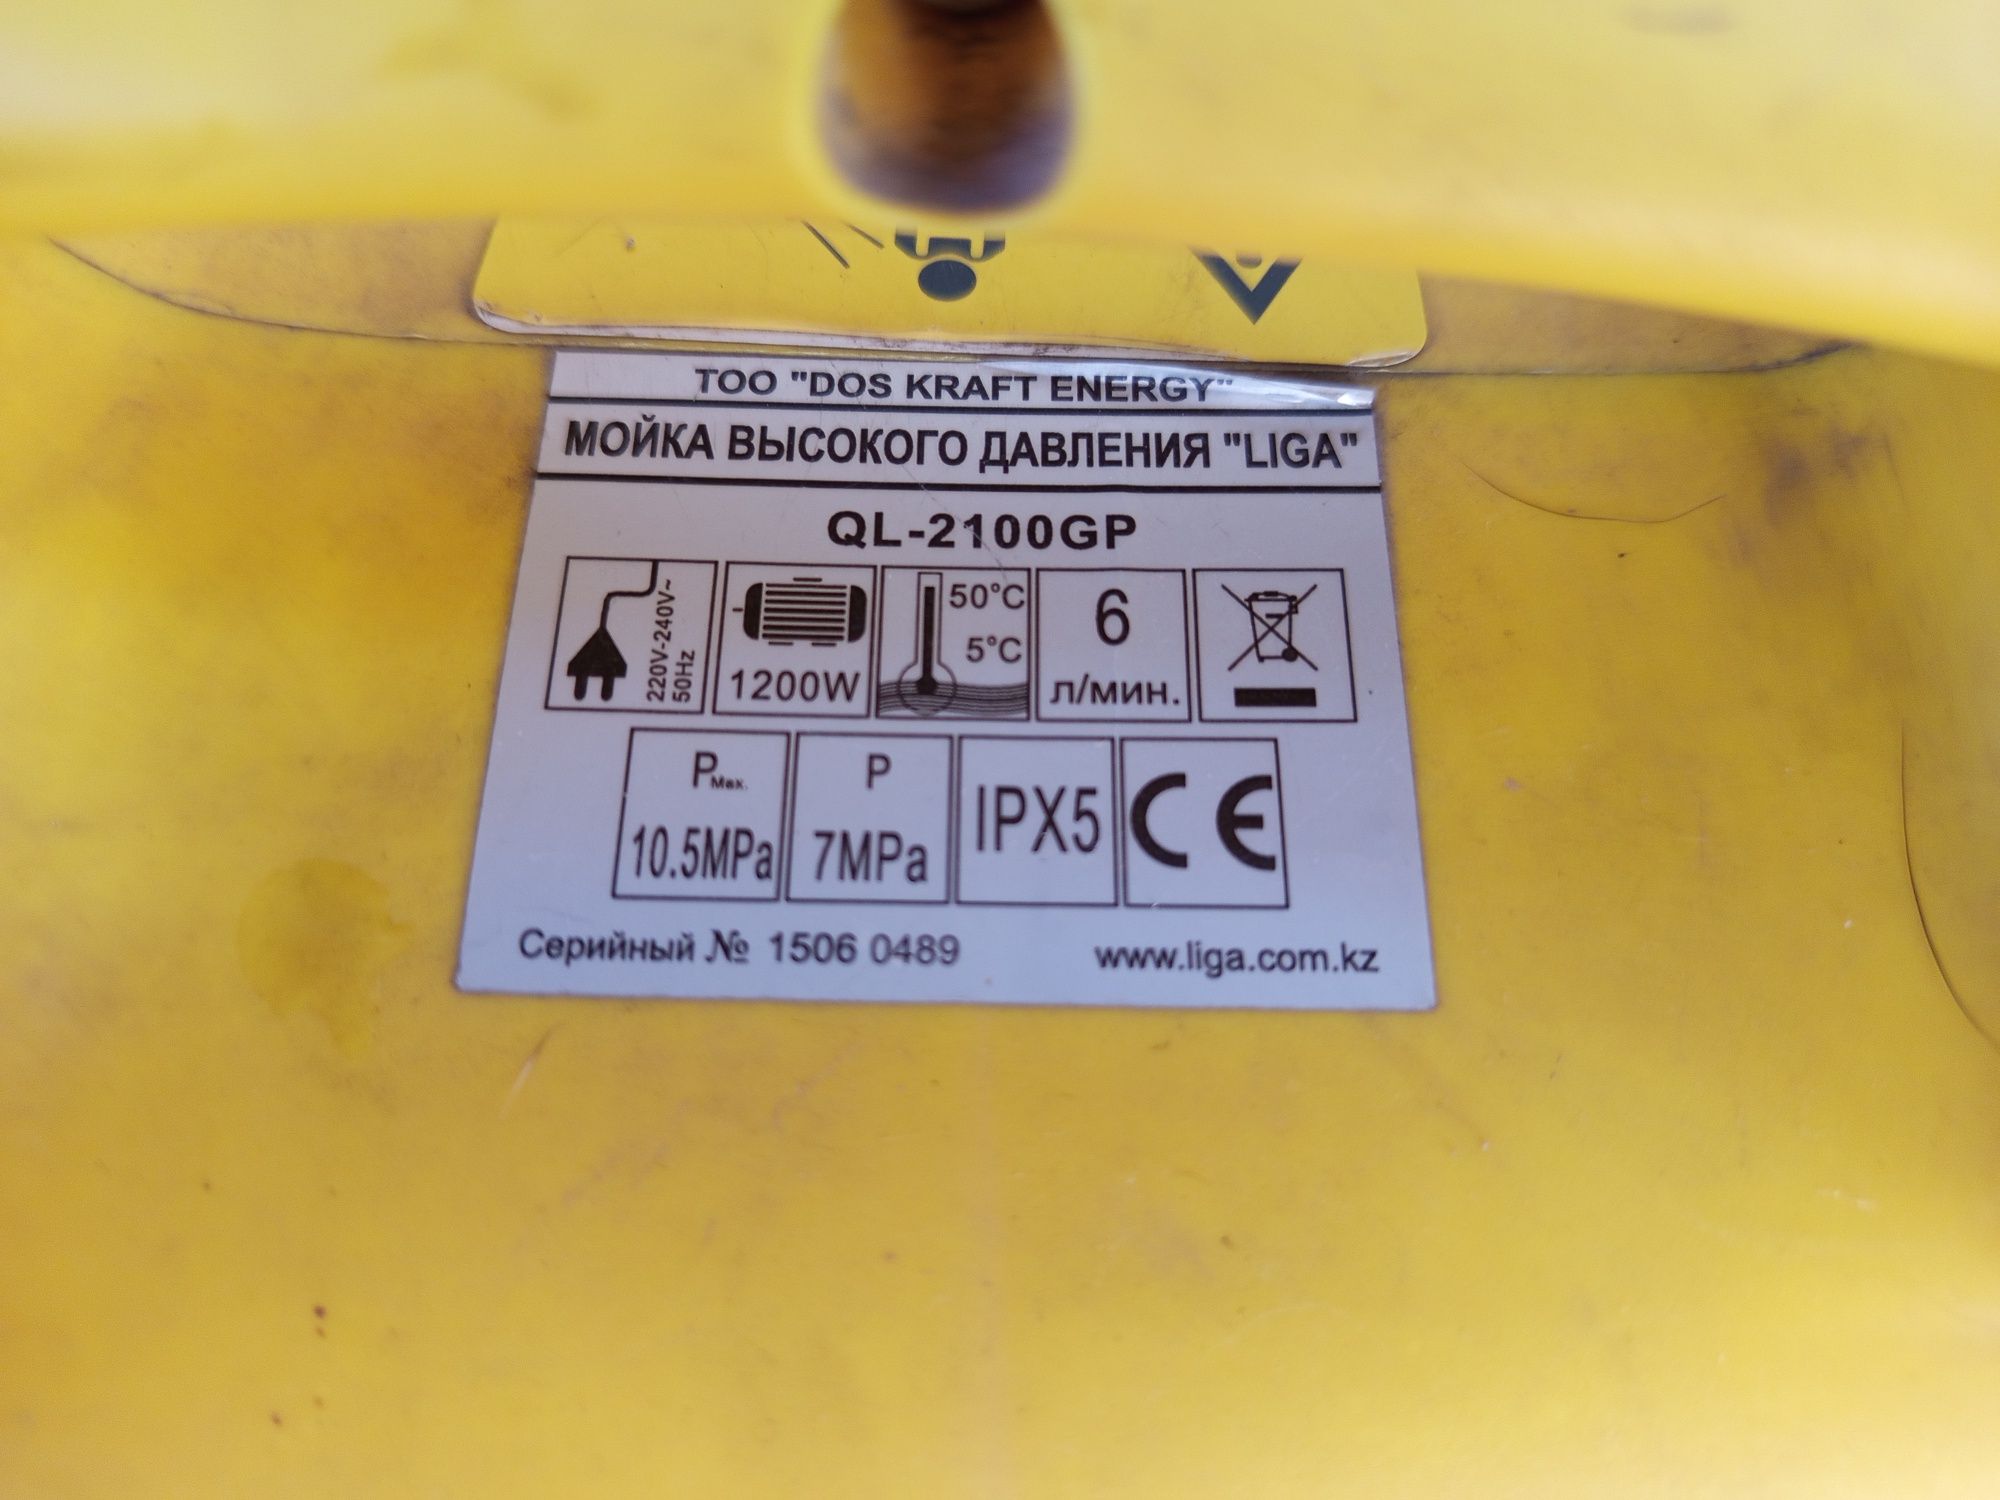 ТОО "DOS KRAFT ENERGY"
МОЙКА ВЫСОКОГО ДАВЛЕНИЯ "LIGA"
QL-2100GP
220V-240V~
50Hz
1200W
50°C
5°C
6
л/мин.
P Max.
10.5MPa
P
7MPa
IPX5
CE
Серийный № 1506 0489
www.liga.com.kz